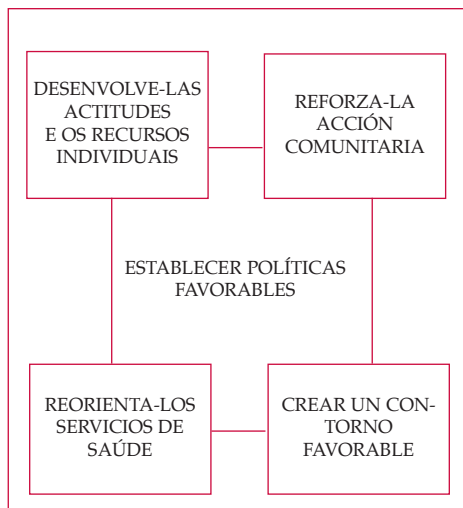 DESENVOLVE-LAS
ACTITUDES
E OS RECURSOS
INDIVIDUAIS
REFORZA-LA
ACCIÓN
COMUNITARIA
ESTABLECER POLÍTICAS
FAVORABLES
REORIENTA-LOS
SERVICIOS DE
SAÚDE
CREAR UN CON-
TORNO
FAVORABLE